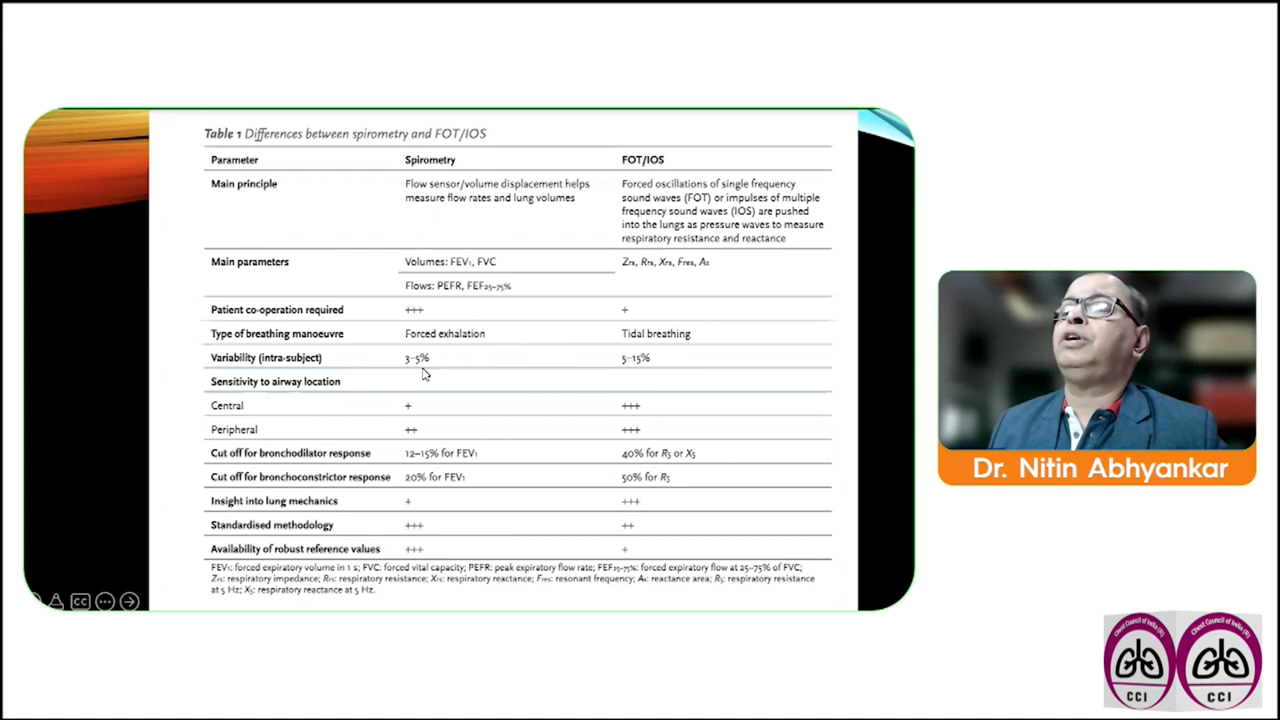 Table 1 Differences between spirometry and FOT/IOS
Parameter Spirometry FOT/IOS
Main principle Flow sensor/volume displacement helps Forced oscillations of single frequency
measure flow rates and lung volumes sound waves (FOT) or impulses of multiple
frequency sound waves (IOS) are pushed
into the lungs as pressure waves to measure
respiratory resistance and reactance
Main parameters Volumes: FEV1, FVC Zrs, Rrs, Xrs, Fres, Ax
Flows: PEFR, FEF25–75%
Patient co-operation required +++ +
Type of breathing manoeuvre Forced exhalation Tidal breathing
Variability (intra-subject) 3–5% 5–15%
Sensitivity to airway location
Central + +++
Peripheral ++ +++
Cut off for bronchodilator response 12–15% for FEV1 40% for R5 or X5
Cut off for bronchoconstrictor response 20% for FEV1 50% for R5
Insight into lung mechanics + +++
Standardised methodology +++ ++
Availability of robust reference values +++ +
FEV1: forced expiratory volume in 1 s; FVC: forced vital capacity; PEFR: peak expiratory flow rate; FEF25–75%: forced expiratory flow at 25–75% of FVC;
Zrs: respiratory impedance; Rrs: respiratory resistance; Xrs: respiratory reactance; Fres: resonant frequency; Ax: reactance area; R5: respiratory resistance
at 5 Hz; X5: respiratory reactance at 5 Hz.
CC
Dr. Nitin Abhyankar
Chest Council of India (R)
CCI
Chest Council of India (R)
CCI